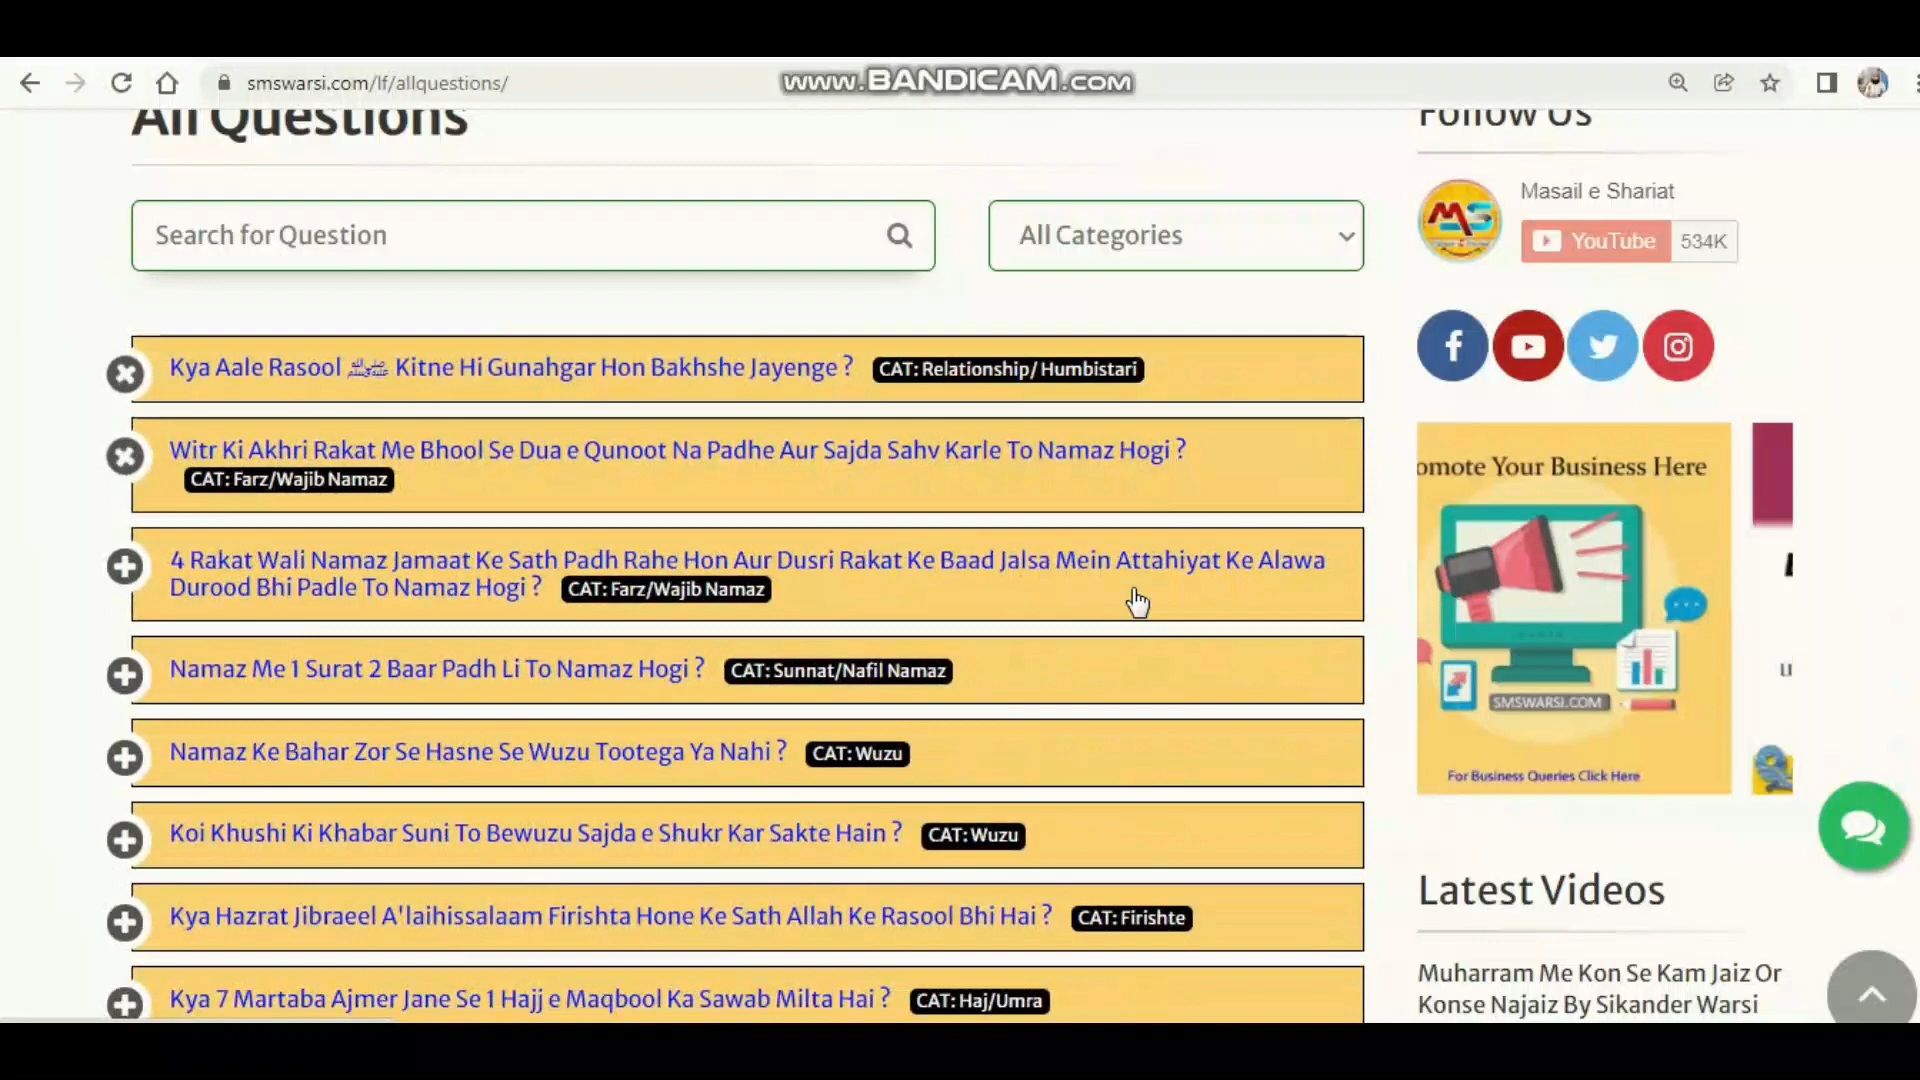 smswarsi.com/lf/allquestions/
www.BANDICAM.com
All Questions
Search for Question
All Categories
Kya Aale Rasool ﷺ Kitne Hi Gunahgar Hon Bakhshe Jayenge ? CAT: Relationship/ Humbistari
Witr Ki Akhri Rakat Me Bhool Se Dua e Qunoot Na Padhe Aur Sajda Sahv Karle To Namaz Hogi ?
CAT: Farz/Wajib Namaz
4 Rakat Wali Namaz Jamaat Ke Sath Padh Rahe Hon Aur Dusri Rakat Ke Baad Jalsa Mein Attahiyat Ke Alawa
Durood Bhi Padle To Namaz Hogi ? CAT: Farz/Wajib Namaz
Namaz Me 1 Surat 2 Baar Padh Li To Namaz Hogi ? CAT: Sunnat/Nafil Namaz
Namaz Ke Bahar Zor Se Hasne Se Wuzu Tootega Ya Nahi ? CAT: Wuzu
Koi Khushi Ki Khabar Suni To Bewuzu Sajda e Shukr Kar Sakte Hain ? CAT: Wuzu
Kya Hazrat Jibraeel A'laihissalaam Firishta Hone Ke Sath Allah Ke Rasool Bhi Hai ? CAT: Firishte
Kya 7 Martaba Ajmer Jane Se 1 Hajj e Maqbool Ka Sawab Milta Hai ? CAT: Haj/Umra
Follow Us
MS
Masail e Shariat
YouTube 534K
omote Your Business Here
SMSWARSI.COM
For Business Queries Click Here
Latest Videos
Muharram Me Kon Se Kam Jaiz Or
Konse Najaiz By Sikander Warsi